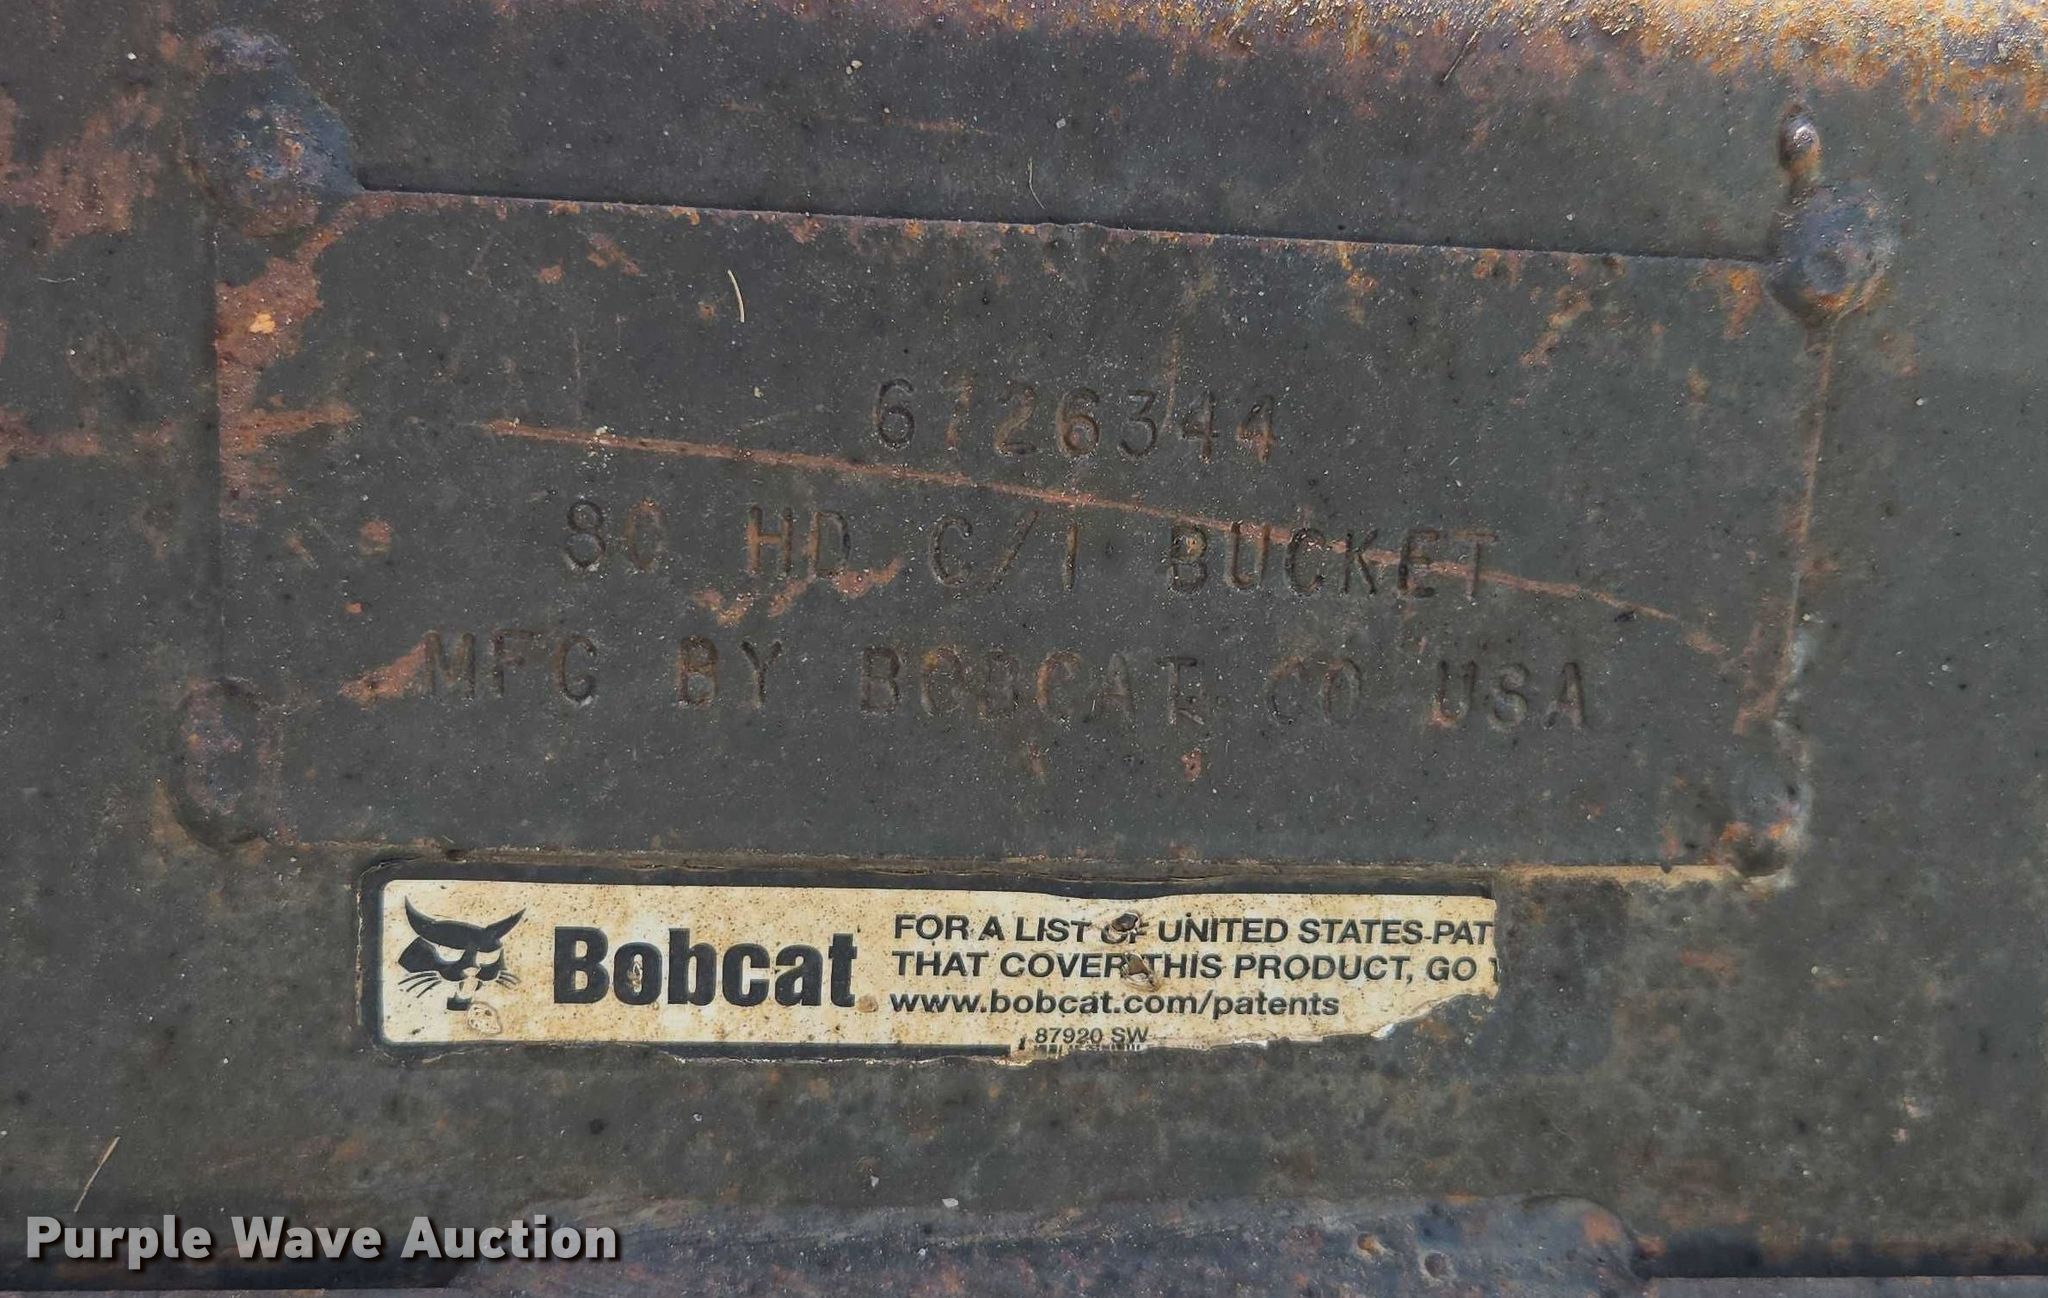 6726344
80 HD C/I BUCKET
MFG BY BOBCAT CO USA
Bobcat
FOR A LIST OF UNITED STATES PAT
THAT COVER THIS PRODUCT, GO
www.bobcat.com/patents
87920 SW
Purple Wave Auction